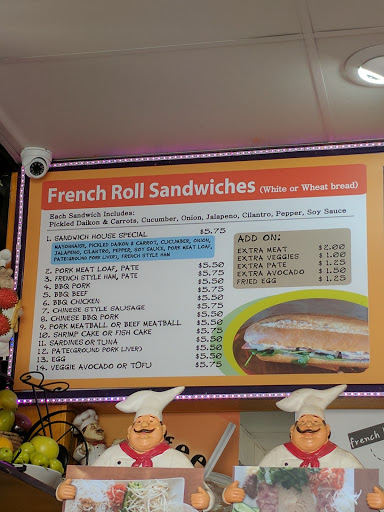 French Roll Sandwiches (White or Wheat bread)
Each Sandwich Includes:
Pickled Daikon & Carrots, Cucumber, Onion, Jalapeno, Cilantro, Pepper, Soy Sauce
1. SANDWICH HOUSE SPECIAL $5.75
MAYONNAISE, PICKLED DAIKON & CARROT, CUCUMBER, ONION,
JALAPENO, CILANTRO, PEPPER, SOY SAUCE, PORK MEAT LOAF,
PATE(GROUND PORK LIVER), FRENCH STYLE HAM
2. PORK MEAT LOAF, PATE $5.50
3. FRENCH STYLE HAM, PATE $5.75
4. BBQ PORK $5.50
5. BBQ BEEF $5.75
6. BBQ CHICKEN $5.50
7. CHINESE STYLE SAUSAGE $5.75
8. CHINESE BBQ PORK $5.50
9. PORK MEATBALL OR BEEF MEATBALL $5.50
10. SHRIMP CAKE OR FISH CAKE $5.75
11. SARDINES OR TUNA $5.50
12. PATE(GROUND PORK LIVER) $5.50
13. EGG $5.50
14. VEGGIE AVOCADO OR TOFU $5.75
ADD ON:
EXTRA MEAT $2.00
EXTRA VEGGIES $1.00
EXTRA PATE $1.25
EXTRA AVOCADO $1.50
FRIED EGG $1.25